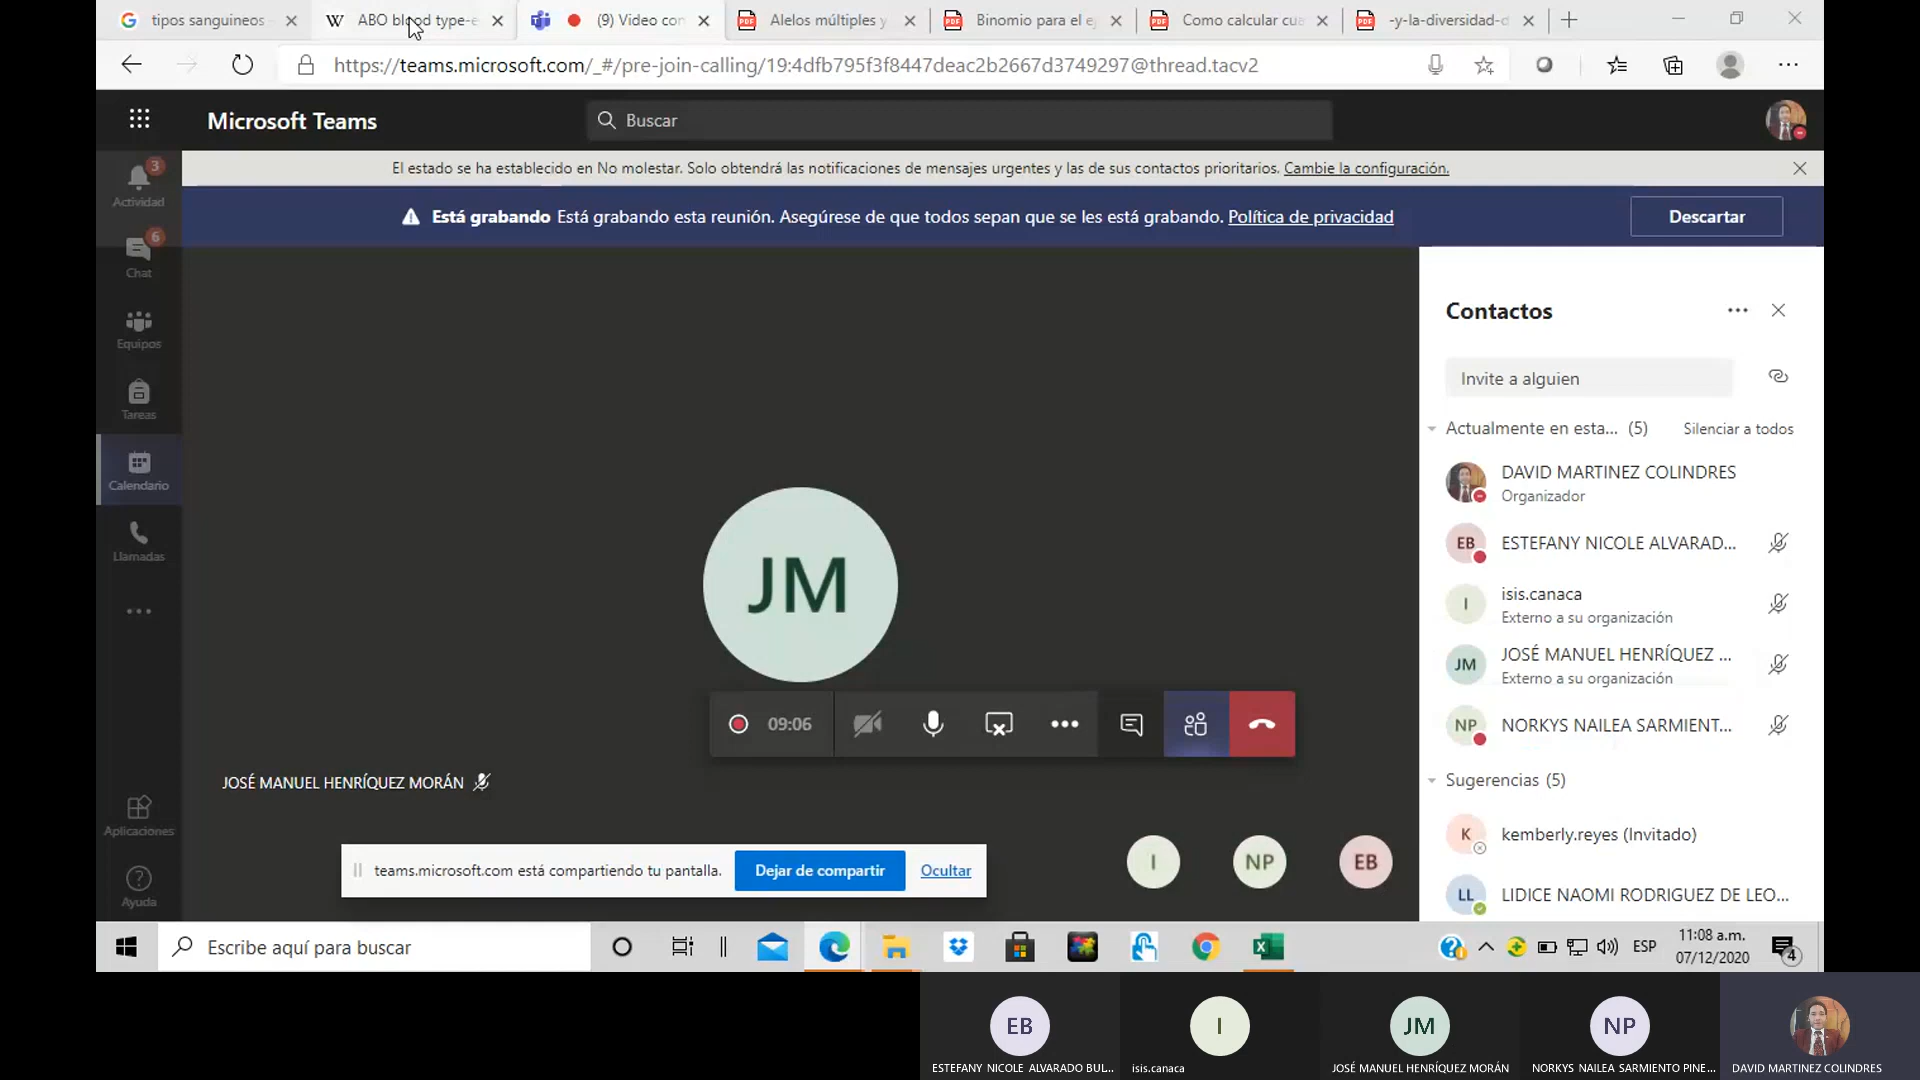 tipos sanguineos
ABO blood type-e
(9) Video con
Alelos múltiples y
Binomio para el ej
Como calcular cua
-y-la-diversidad-d
https://teams.microsoft.com/_#/pre-join-calling/19:4dfb795f3f8447deac2b2667d3749297@thread.tacv2
Microsoft Teams
Buscar
El estado se ha establecido en No molestar. Solo obtendrá las notificaciones de mensajes urgentes y las de sus contactos prioritarios. Cambie la configuración.
Está grabando Está grabando esta reunión. Asegúrese de que todos sepan que se les está grabando. Política de privacidad
Descartar
3
Actividad
6
Chat
Equipos
Tareas
Calendario
Llamadas
Aplicaciones
Ayuda
JM
09:06
JOSÉ MANUEL HENRÍQUEZ MORÁN
teams.microsoft.com está compartiendo tu pantalla.
Dejar de compartir
Ocultar
I
NP
EB
Contactos
Invite a alguien
Actualmente en esta... (5)
Silenciar a todos
DAVID MARTINEZ COLINDRES
Organizador
EB
ESTEFANY NICOLE ALVARAD...
I
isis.canaca
Externo a su organización
JM
JOSÉ MANUEL HENRÍQUEZ ...
Externo a su organización
NP
NORKYS NAILEA SARMIENT...
Sugerencias (5)
K
kemberly.reyes (Invitado)
LL
LIDICE NAOMI RODRIGUEZ DE LEO...
Escribe aquí para buscar
ESP
11:08 a.m.
07/12/2020
4
EB
I
JM
NP
ESTEFANY NICOLE ALVARADO BUL...
isis.canaca
JOSÉ MANUEL HENRÍQUEZ MORÁN
NORKYS NAILEA SARMIENTO PINE...
DAVID MARTINEZ COLINDRES